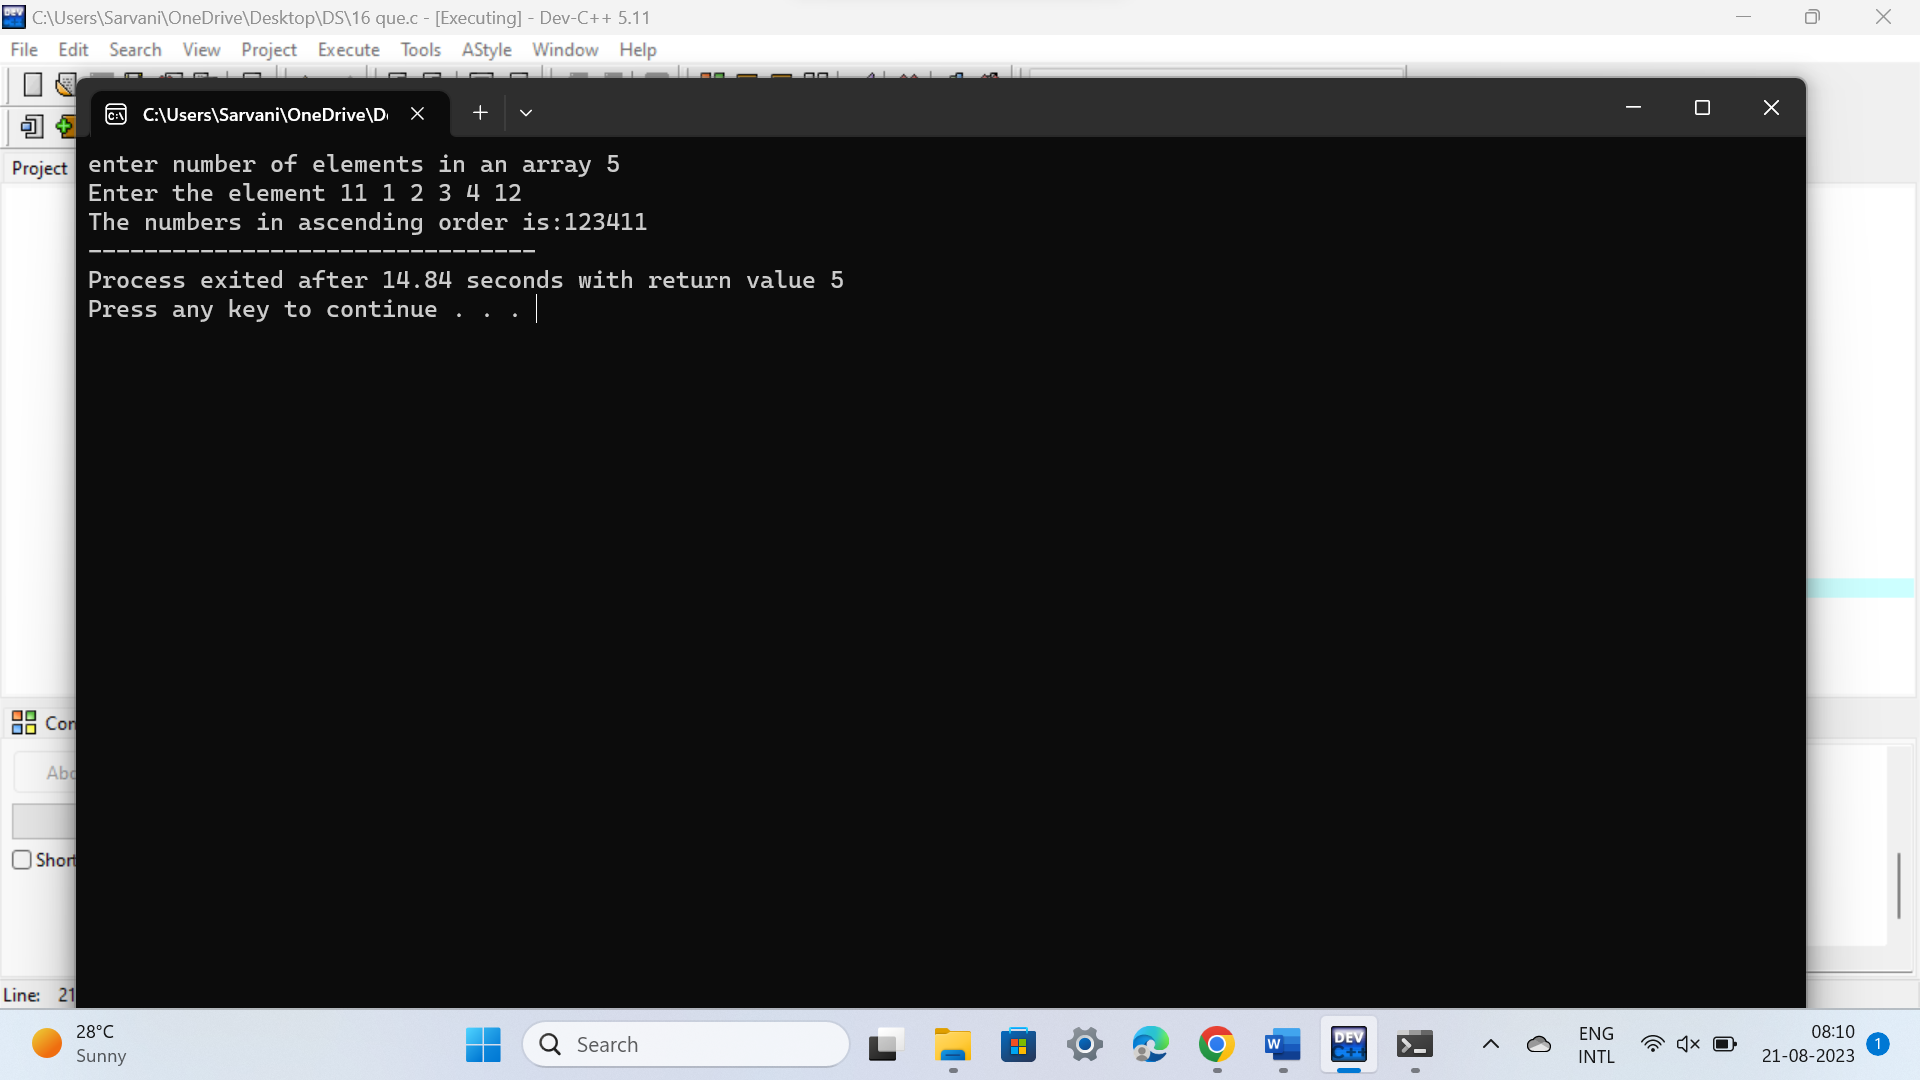 C:\Users\Sarvani\OneDrive\Desktop\DS\16 que.c - [Executing] - Dev-C++ 5.11
File Edit Search View Project Execute Tools AStyle Window Help
C:\Users\Sarvani\OneDrive\De
Project
enter number of elements in an array 5
Enter the element 11 1 2 3 4 12
The numbers in ascending order is:123411
--------------------------------
Process exited after 14.84 seconds with return value 5
Press any key to continue . . .
Line: 21
28°C
Sunny
Search
ENG
INTL
08:10
21-08-2023
1